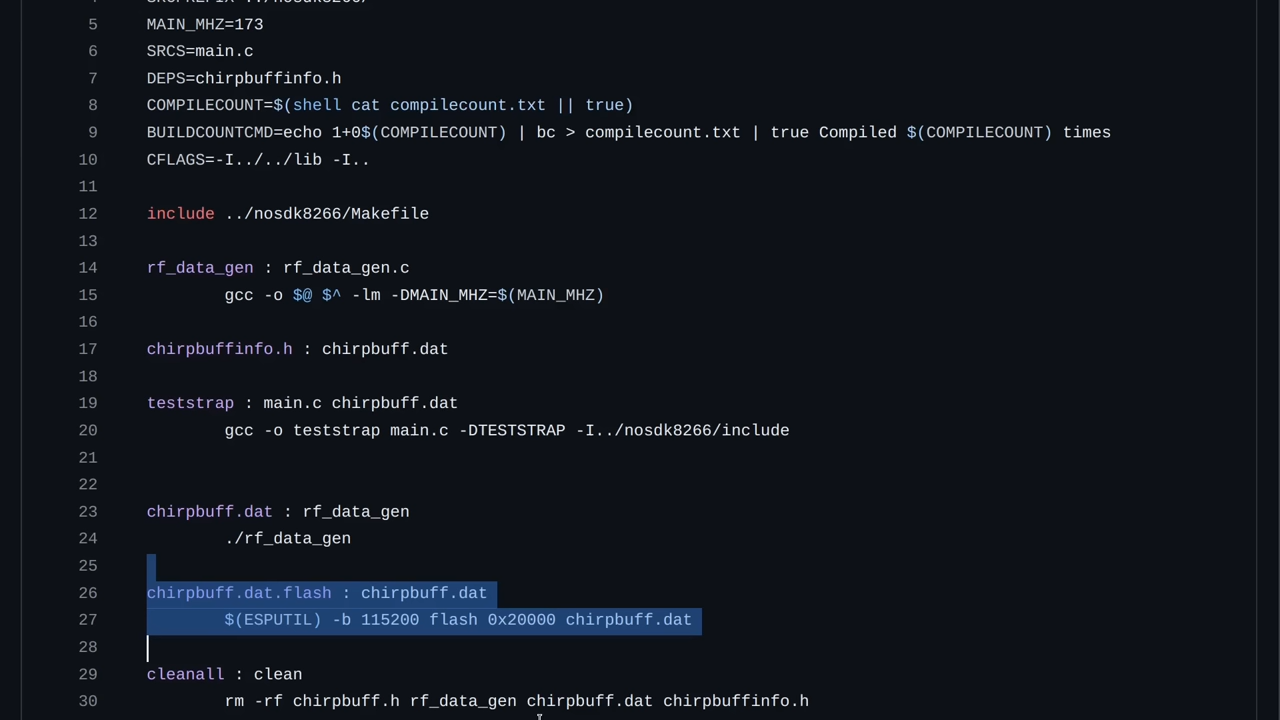 5 MAIN_MHZ=173
6 SRCS=main.c
7 DEPS=chirpbuffinfo.h
8 COMPILECOUNT=$(shell cat compilecount.txt || true)
9 BUILDCOUNTCMD=echo 1+0$(COMPILECOUNT) | bc > compilecount.txt | true Compiled $(COMPILECOUNT) times
10 CFLAGS=-I../../lib -I..
11
12 include ../nosdk8266/Makefile
13
14 rf_data_gen : rf_data_gen.c
15 gcc -o $@ $^ -lm -DMAIN_MHZ=$(MAIN_MHZ)
16
17 chirpbuffinfo.h : chirpbuff.dat
18
19 teststrap : main.c chirpbuff.dat
20 gcc -o teststrap main.c -DTESTSTRAP -I../nosdk8266/include
21
22
23 chirpbuff.dat : rf_data_gen
24 ./rf_data_gen
25
26 chirpbuff.dat.flash : chirpbuff.dat
27 $(ESPUTIL) -b 115200 flash 0x20000 chirpbuff.dat
28
29 cleanall : clean
30 rm -rf chirpbuff.h rf_data_gen chirpbuff.dat chirpbuffinfo.h